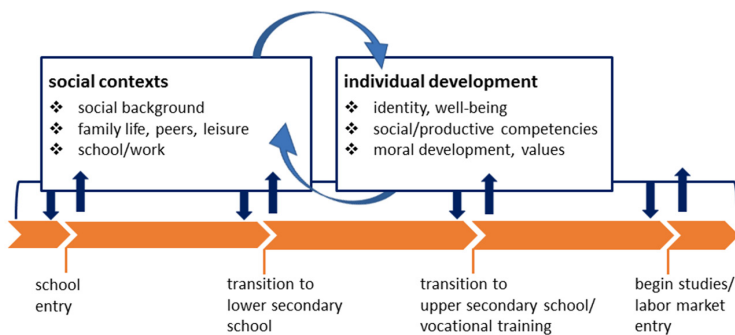 social contexts
❖ social background
❖ family life, peers, leisure
❖ school/work
individual development
❖ identity, well-being
❖ social/productive competencies
❖ moral development, values
school
entry
transition to
lower secondary
school
transition to
upper secondary school/
vocational training
begin studies/
labor market
entry